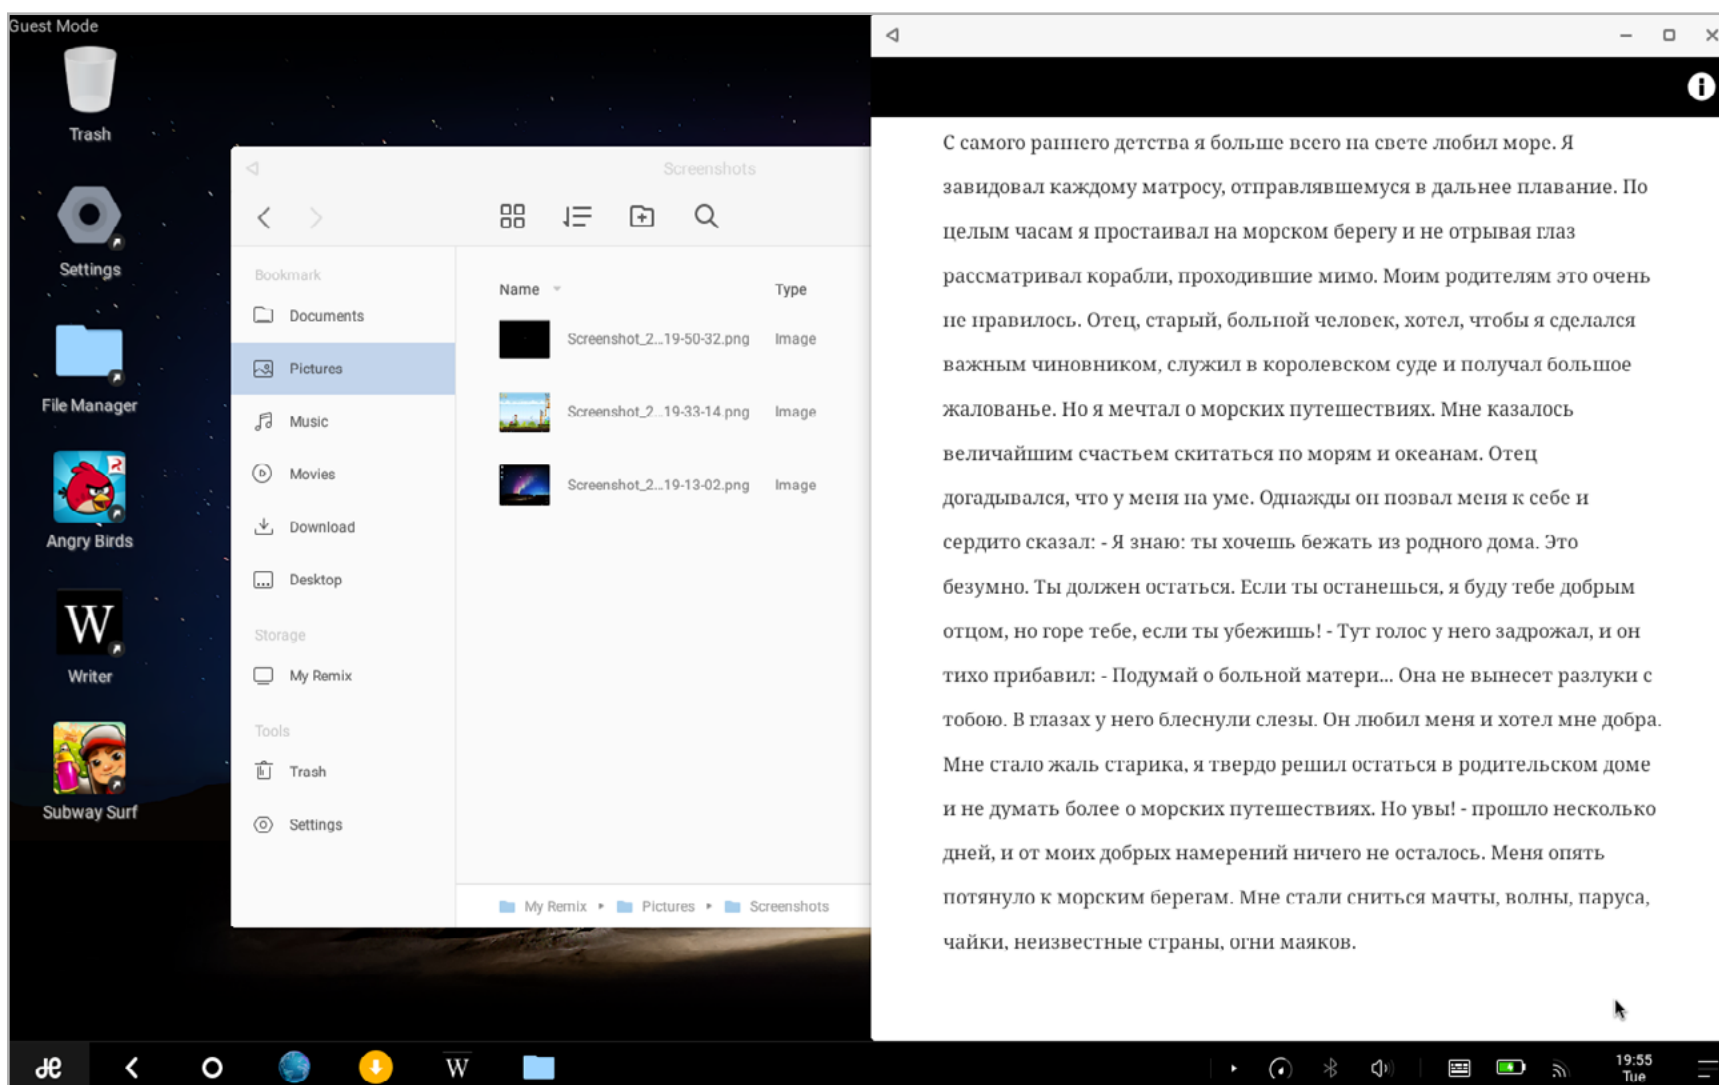 Guest Mode
Trash
Settings
File Manager
Angry Birds
W
Writer
Subway Surf
Screenshots
Bookmark
Documents
Pictures
Music
Movies
Download
Desktop
Storage
My Remix
Tools
Trash
Settings
Name Type
Screenshot_2...19-50-32.png Image
Screenshot_2...19-33-14.png Image
Screenshot_2...19-13-02.png Image
My Remix Pictures Screenshots
С самого раннего детства я больше всего на свете любил море. Я
завидовал каждому матросу, отправлявшемуся в дальнее плавание. По
целым часам я простаивал на морском берегу и не отрывая глаз
рассматривал корабли, проходившие мимо. Моим родителям это очень
не нравилось. Отец, старый, больной человек, хотел, чтобы я сделался
важным чиновником, служил в королевском суде и получал большое
жалованье. Но я мечтал о морских путешествиях. Мне казалось
величайшим счастьем скитаться по морям и океанам. Отец
догадывался, что у меня на уме. Однажды он позвал меня к себе и
сердито сказал: - Я знаю: ты хочешь бежать из родного дома. Это
безумно. Ты должен остаться. Если ты останешься, я буду тебе добрым
отцом, но горе тебе, если ты убежишь! - Тут голос у него задрожал, и он
тихо прибавил: - Подумай о больной матери... Она не вынесет разлуки с
тобою. В глазах у него блеснули слезы. Он любил меня и хотел мне добра.
Мне стало жаль старика, я твердо решил остаться в родительском доме
и не думать более о морских путешествиях. Но увы! - прошло несколько
дней, и от моих добрых намерений ничего не осталось. Меня опять
потянуло к морским берегам. Мне стали сниться мачты, волны, паруса,
чайки, неизвестные страны, огни маяков.
W
19:55
Tue